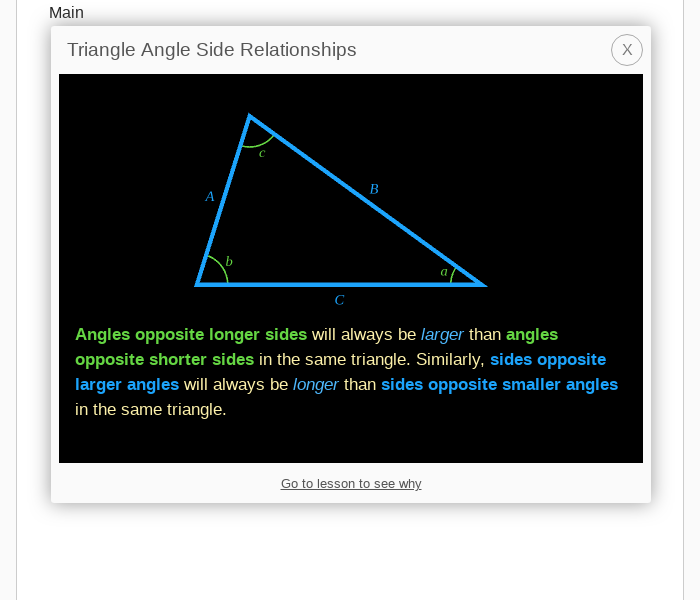 Main
Triangle Angle Side Relationships
X
c
A
B
b
a
C
Angles opposite longer sides will always be larger than angles
opposite shorter sides in the same triangle. Similarly, sides opposite
larger angles will always be longer than sides opposite smaller angles
in the same triangle.
Go to lesson to see why